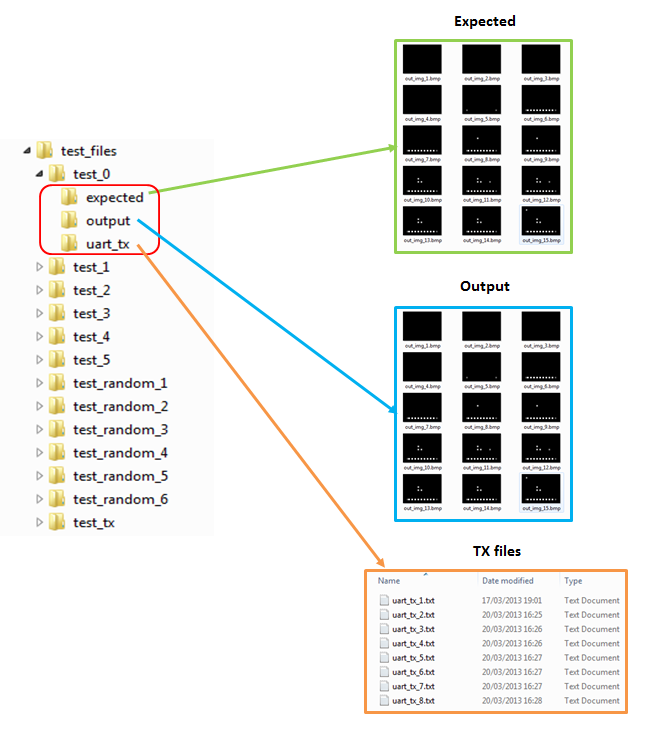 Expected
out_img_1.bmp out_img_2.bmp out_img_3.bmp
out_img_4.bmp out_img_5.bmp out_img_6.bmp
out_img_7.bmp out_img_8.bmp out_img_9.bmp
out_img_10.bmp out_img_11.bmp out_img_12.bmp
out_img_13.bmp out_img_14.bmp out_img_15.bmp
test_files
test_0
expected
output
uart_tx
test_1
test_2
test_3
test_4
test_5
test_random_1
test_random_2
test_random_3
test_random_4
test_random_5
test_random_6
test_tx
Output
out_img_1.bmp out_img_2.bmp out_img_3.bmp
out_img_4.bmp out_img_5.bmp out_img_6.bmp
out_img_7.bmp out_img_8.bmp out_img_9.bmp
out_img_10.bmp out_img_11.bmp out_img_12.bmp
out_img_13.bmp out_img_14.bmp out_img_15.bmp
TX files
Name Date modified Type
uart_tx_1.txt 17/03/2013 19:01 Text Document
uart_tx_2.txt 20/03/2013 16:25 Text Document
uart_tx_3.txt 20/03/2013 16:26 Text Document
uart_tx_4.txt 20/03/2013 16:26 Text Document
uart_tx_5.txt 20/03/2013 16:27 Text Document
uart_tx_6.txt 20/03/2013 16:27 Text Document
uart_tx_7.txt 20/03/2013 16:27 Text Document
uart_tx_8.txt 20/03/2013 16:28 Text Document